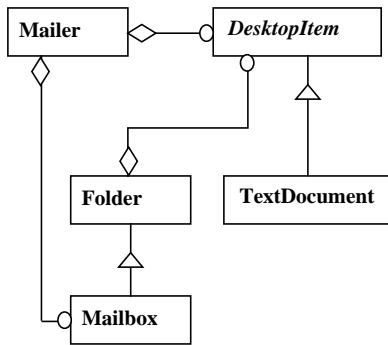 Mailer
DesktopItem
Folder
TextDocument
Mailbox